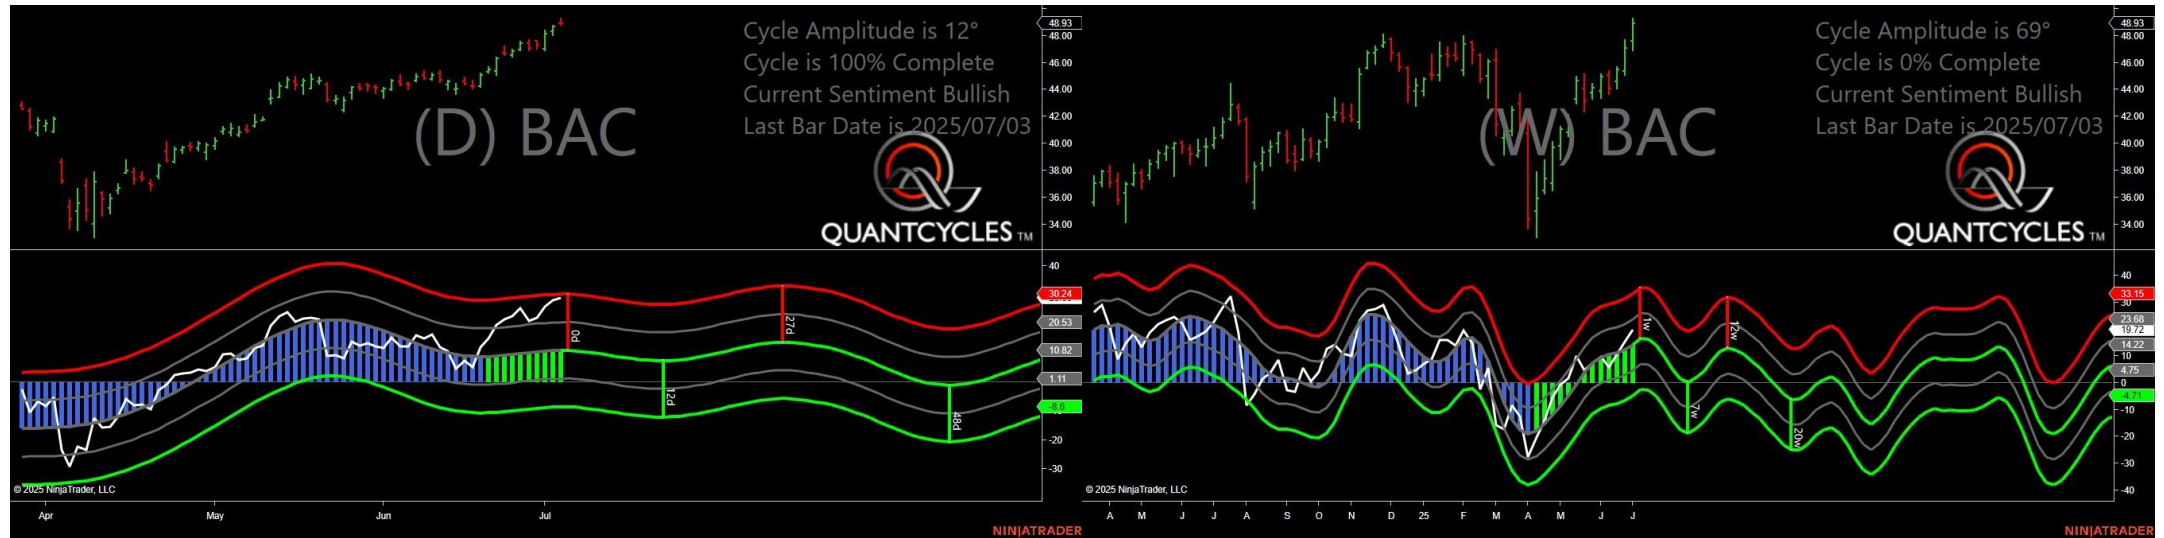 Cycle Amplitude is 12°
Cycle is 100% Complete
Current Sentiment Bullish
Last Bar Date is 2025/07/03
(D) BAC
QUANTCYCLES TM
48.93
48.00
46.00
44.00
42.00
40.00
38.00
36.00
34.00
40
30.24
20.53
10.82
1.11
-8.6
-20
-30
0d
12d
27d
48d
© 2025 NinjaTrader, LLC
Apr May Jun Jul
NINJATRADER
Cycle Amplitude is 69°
Cycle is 0% Complete
Current Sentiment Bullish
Last Bar Date is 2025/07/03
(W) BAC
QUANTCYCLES TM
48.93
48.00
46.00
44.00
42.00
40.00
38.00
36.00
34.00
40
33.15
30
23.68
19.72
14.22
10
4.75
0
-4.71
-10
-20
-30
-40
1w
7w
12w
20w
© 2025 NinjaTrader, LLC
A M J J A S O N D 25 F M A M J J
NINJATRADER